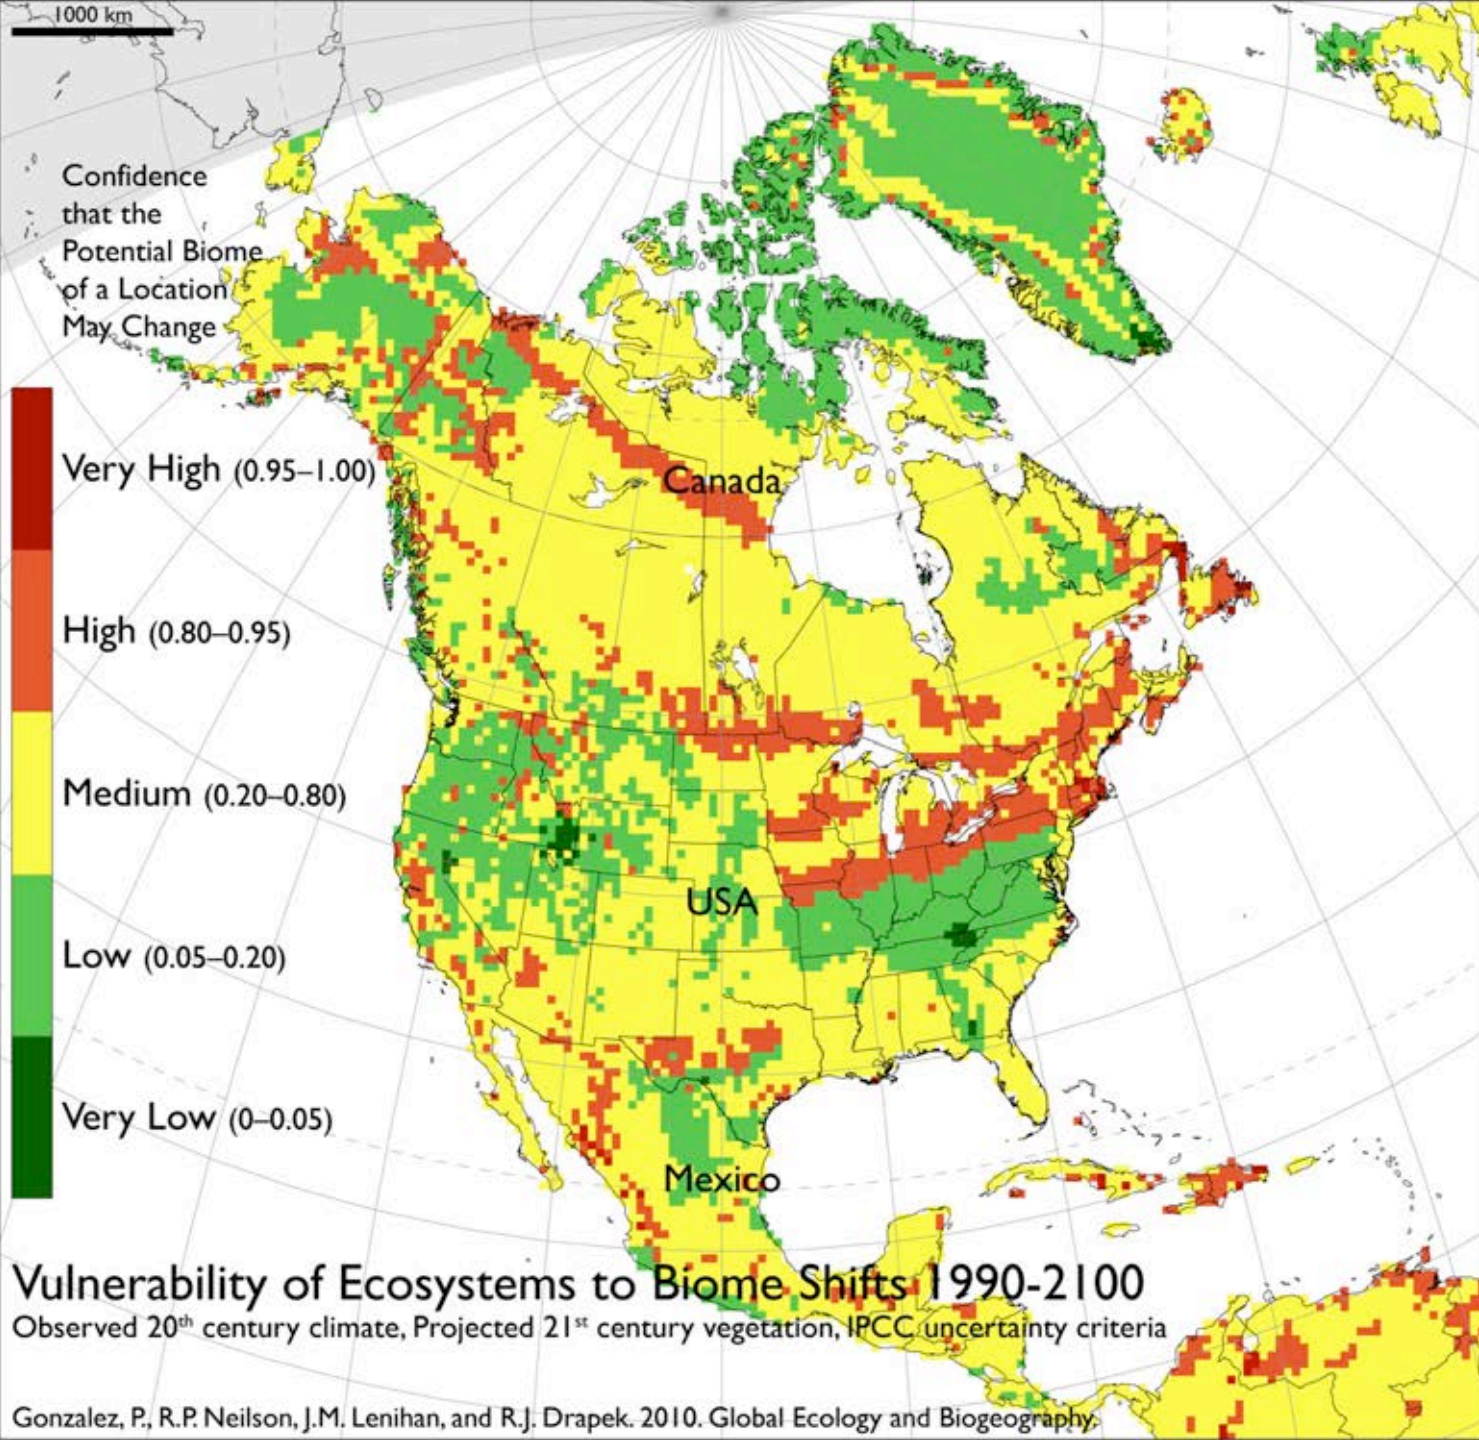 1000 km
Confidence
that the
Potential Biome
of a Location
May Change
Very High (0.95–1.00)
High (0.80–0.95)
Medium (0.20–0.80)
Low (0.05–0.20)
Very Low (0–0.05)
Canada
USA
Mexico
Vulnerability of Ecosystems to Biome Shifts 1990-2100
Observed 20th century climate, Projected 21st century vegetation, IPCC uncertainty criteria
Gonzalez, P., R.P. Neilson, J.M. Lenihan, and R.J. Drapek. 2010. Global Ecology and Biogeography.